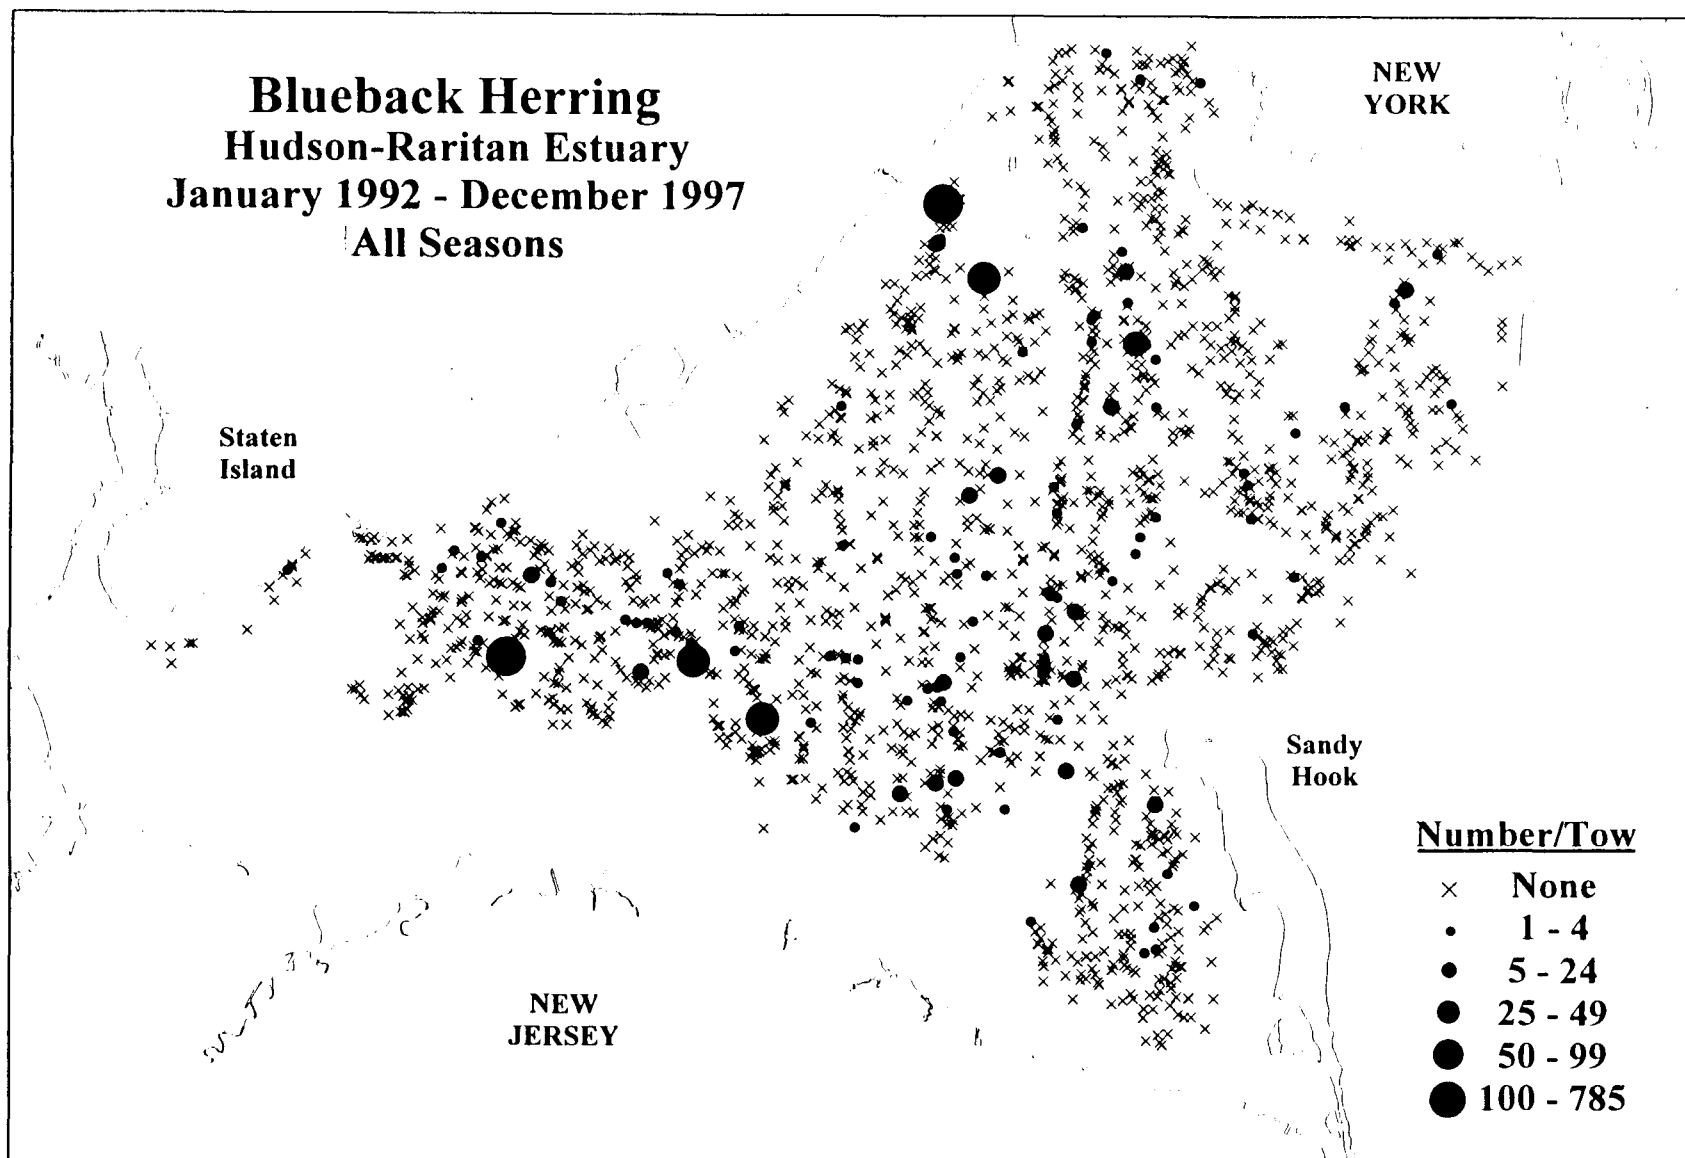 Blueback Herring
Hudson-Raritan Estuary
January 1992 - December 1997
All Seasons
NEW
YORK
Staten
Island
Sandy
Hook
NEW
JERSEY
Number/Tow
None
1 - 4
5 - 24
25 - 49
50 - 99
100 - 785